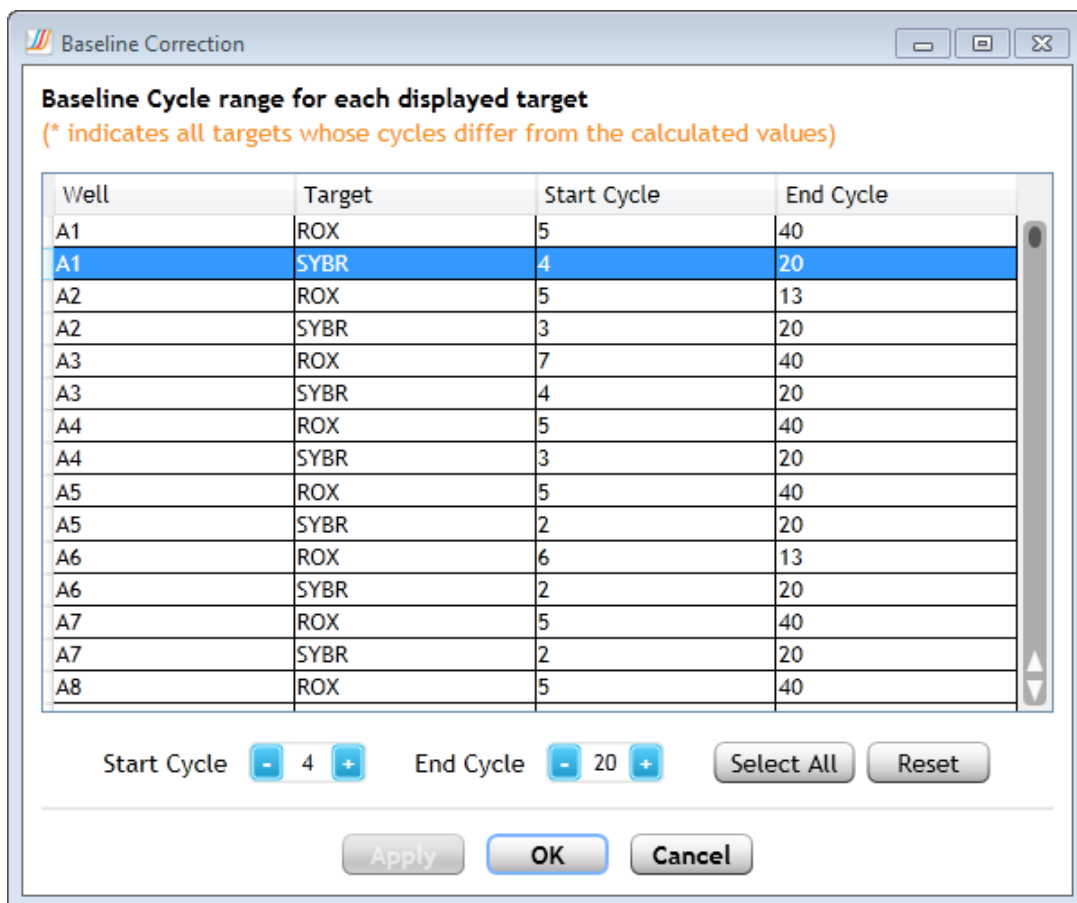 Baseline Correction
Baseline Cycle range for each displayed target
(* indicates all targets whose cycles differ from the calculated values)
Well Target Start Cycle End Cycle
A1 ROX 5 40
A1 SYBR 4 20
A2 ROX 5 13
A2 SYBR 3 20
A3 ROX 7 40
A3 SYBR 4 20
A4 ROX 5 40
A4 SYBR 3 20
A5 ROX 5 40
A5 SYBR 2 20
A6 ROX 6 13
A6 SYBR 2 20
A7 ROX 5 40
A7 SYBR 2 20
A8 ROX 5 40
Start Cycle - 4 + End Cycle - 20 + Select All Reset
Apply OK Cancel